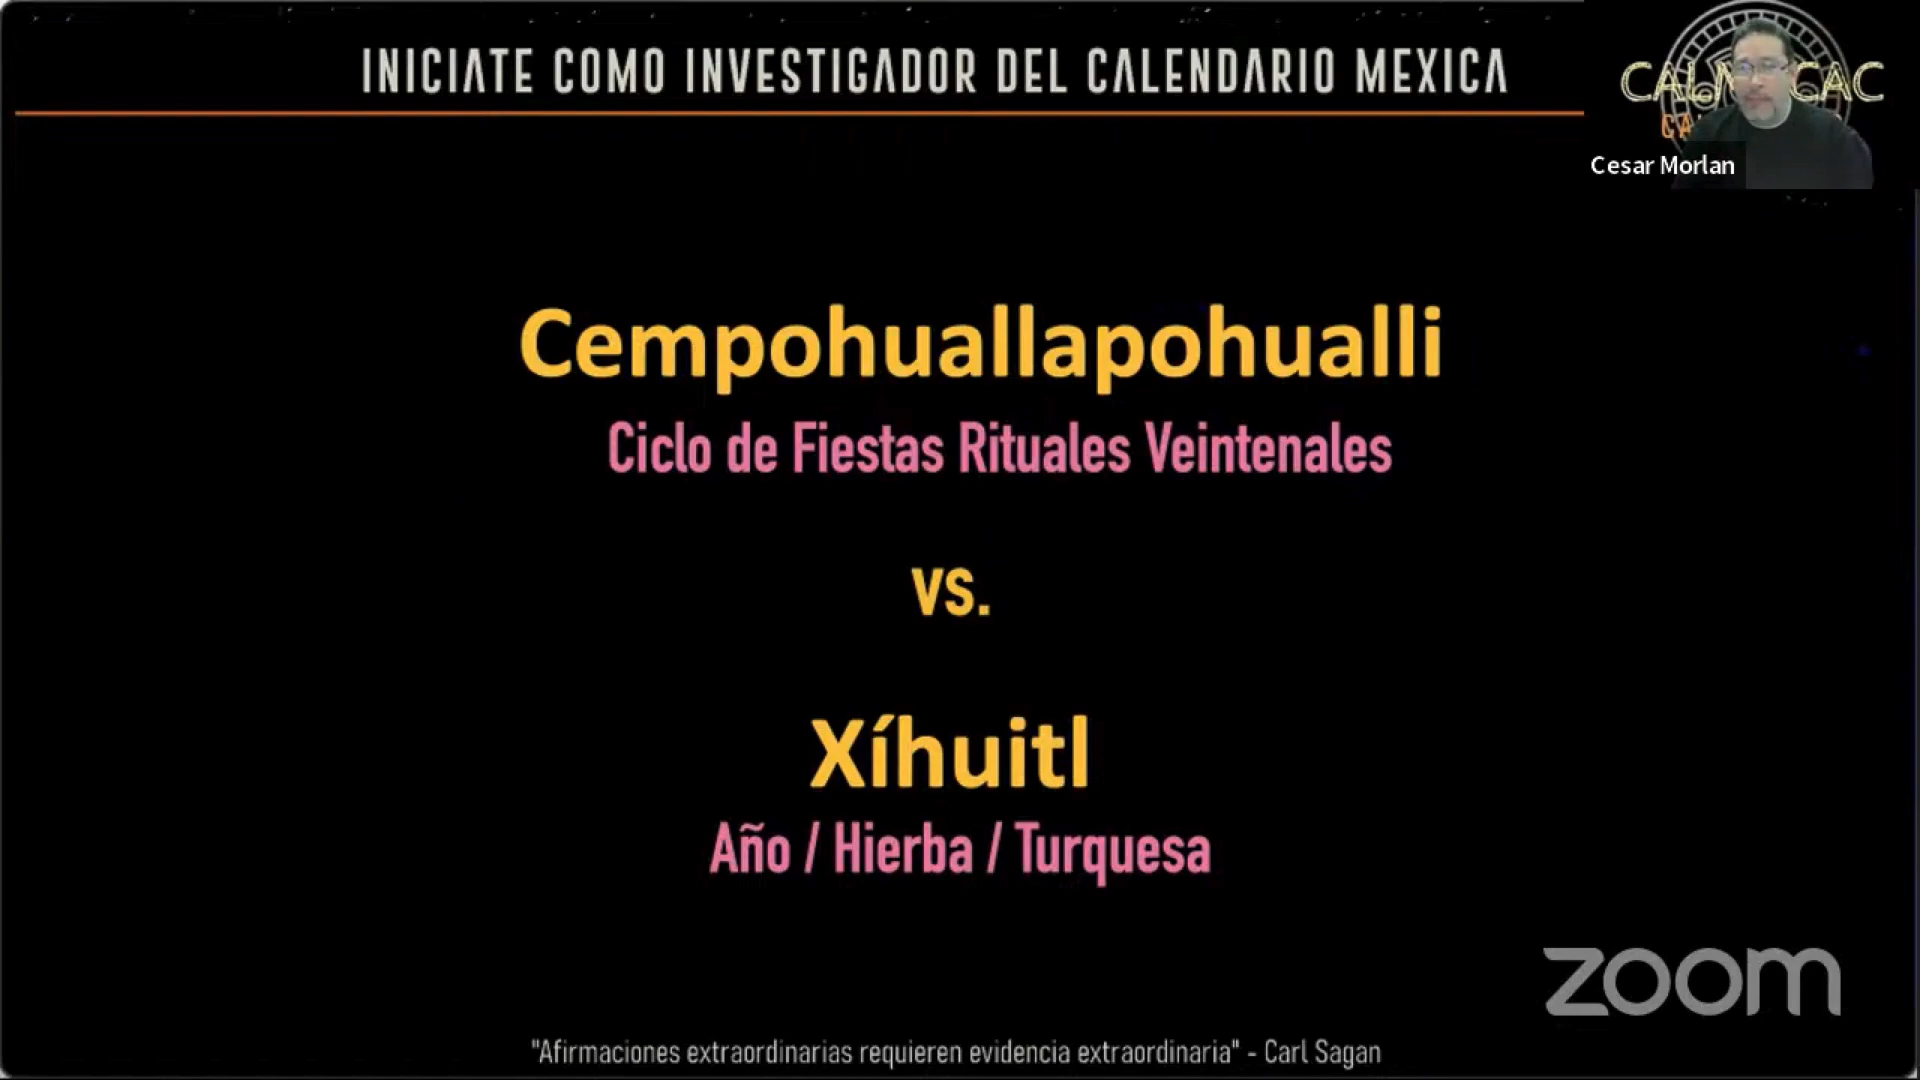 INICIATE COMO INVESTIGADOR DEL CALENDARIO MEXICA
Cesar Morlan
Cempohuallapohualli
Ciclo de Fiestas Rituales Veintenales
vs.
Xíhuitl
Año / Hierba / Turquesa
zoom
"Afirmaciones extraordinarias requieren evidencia extraordinaria" - Carl Sagan